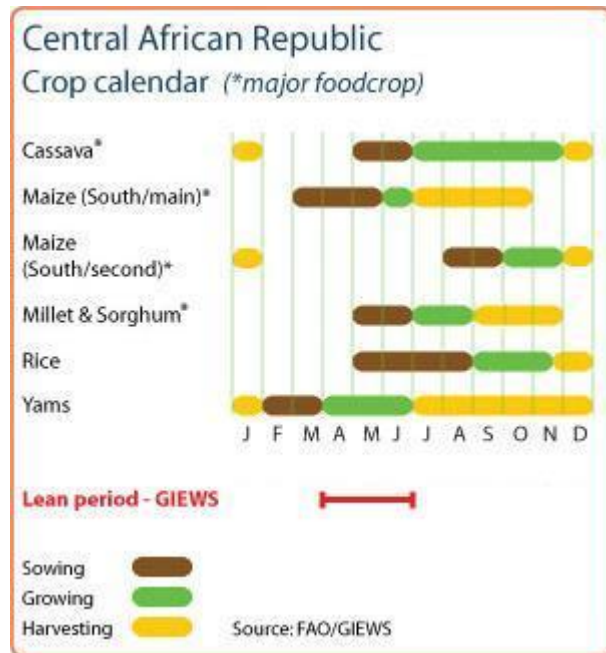 Central African Republic
Crop calendar (*major foodcrop)
Cassava*
Maize (South/main)*
Maize
(South/second)*
Millet & Sorghum*
Rice
Yams
J F M A M J J A S O N D
Lean period - GIEWS
Sowing
Growing
Harvesting Source: FAO/GIEWS